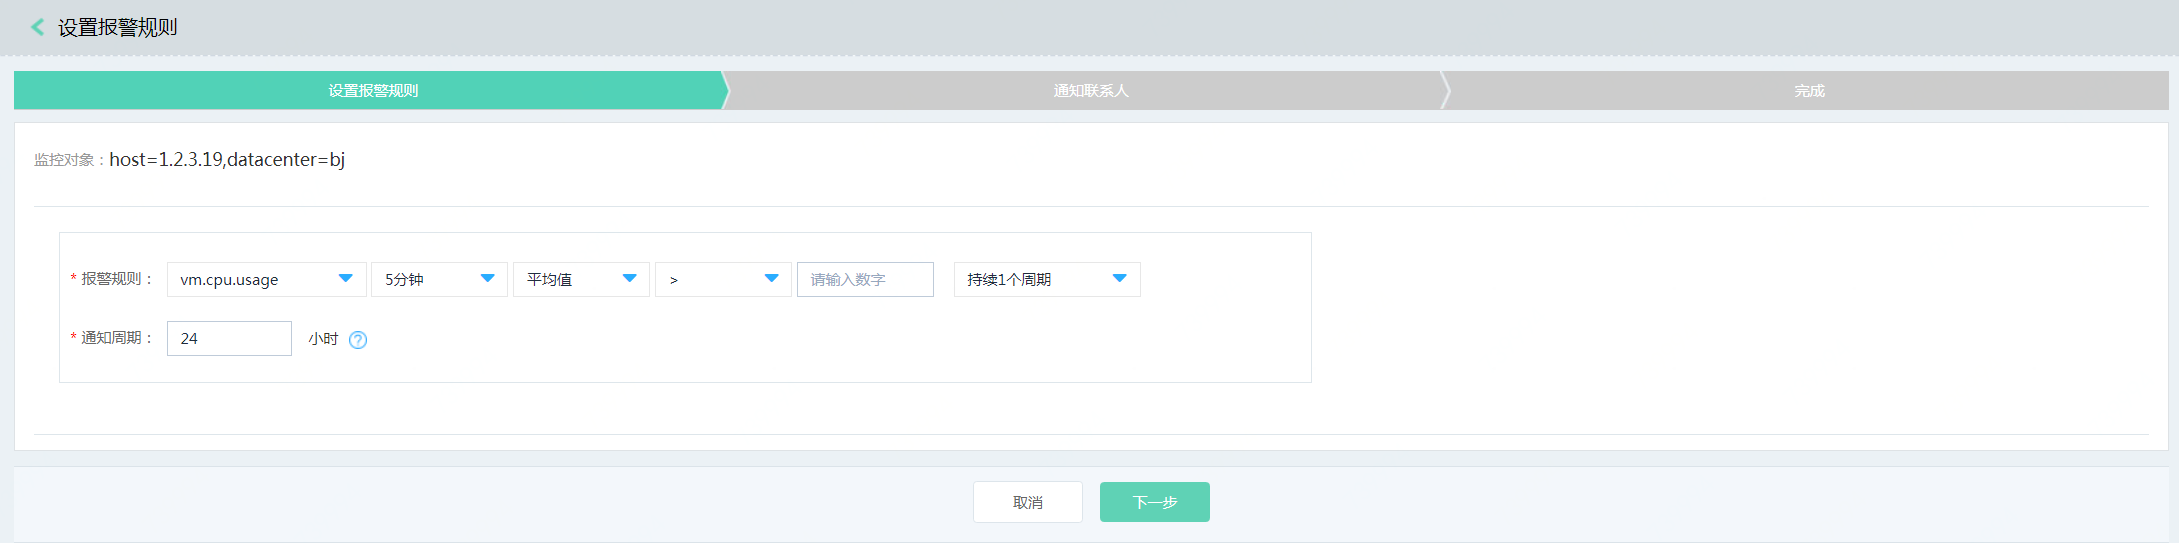 设置报警规则
设置报警规则 通知联系人 完成
监控对象：host=1.2.3.19,datacenter=bj
* 报警规则： vm.cpu.usage 5分钟 平均值 > 请输入数字 持续1个周期
* 通知周期： 24 小时 ?
取消 下一步